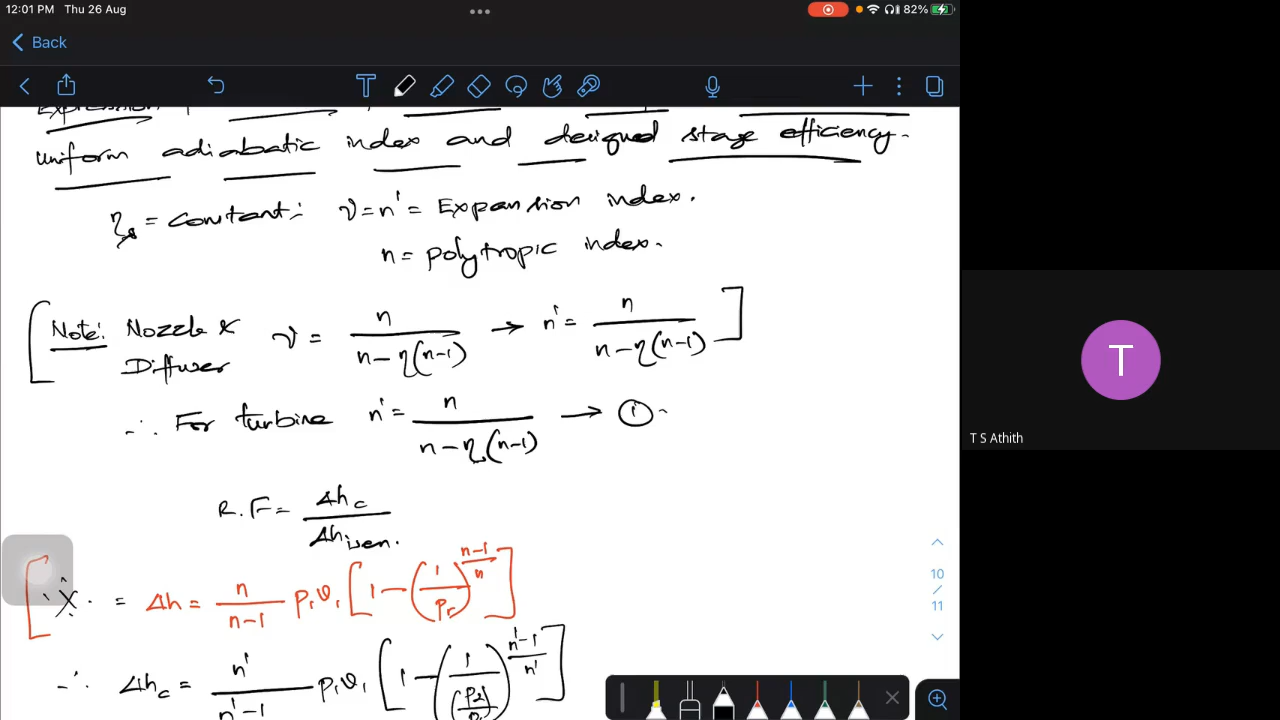 12:01 PM Thu 26 Aug
82%
Back
Expression
uniform adiabatic index and designed stage efficiency.
ηs = constant: γ = n' = Expansion index.
n = polytropic index.
[Note: Nozzle & Diffuser γ = n / n - η(n-1) → n' = n / n - η(n-1)]
∴ For turbine n' = n / n - η(n-1) → ①
R.F = Δhc / Δhisen.
= Δh = n / n-1 P1v1 [1 - (1/Pr)^(n-1/n)]
∴ Δhc = n' / n'-1 P1v1 [1 - (1/(P2/P1))^(n'-1/n')]
10
/
11
T
T S Athith